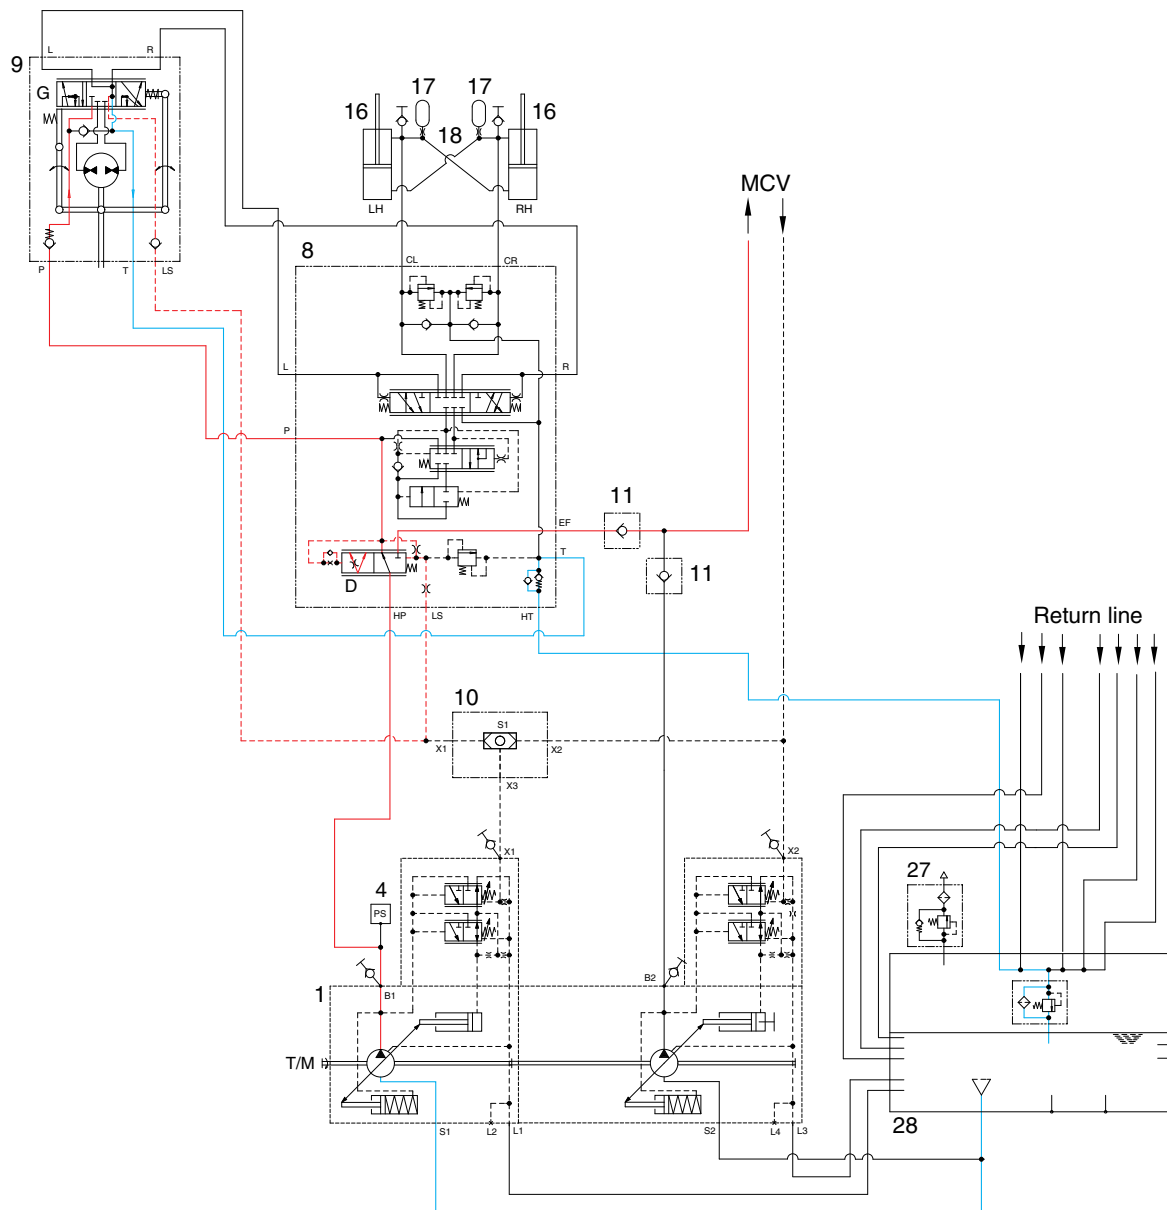 L R
9
G
P T LS
17 17
16 16
18
LH RH
MCV
8
CL CR
L R
P
11
EF
T
11
D
HP LS HT
Return line
10
S1
X1 X2
X3
X1 X2
27
4
PS
B1 B2
1
T/M
S1 L2 L1 S2 L4 L3
28